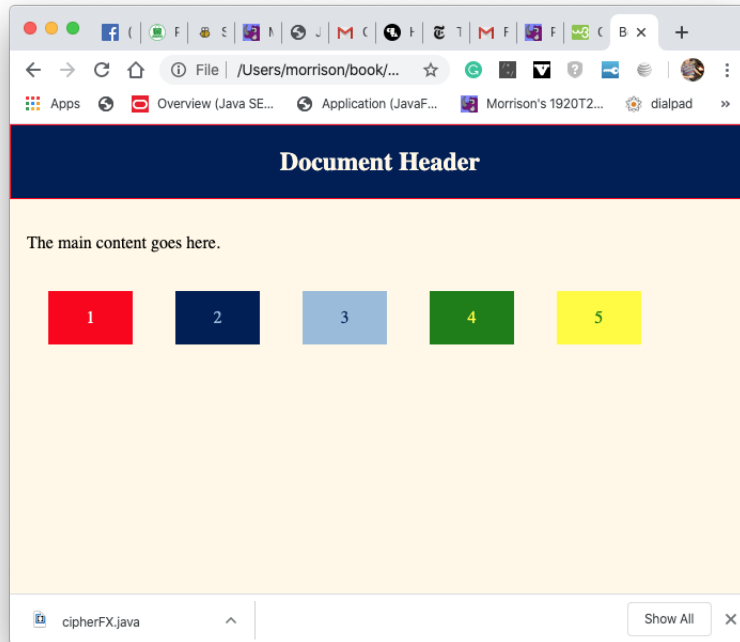 ( F S N J M C F T M F F C B
File /Users/morrison/book/...
Apps Overview (Java SE... Application (JavaF... Morrison's 1920T2... dialpad »
Document Header
The main content goes here.
1 2 3 4 5
cipherFX.java Show All